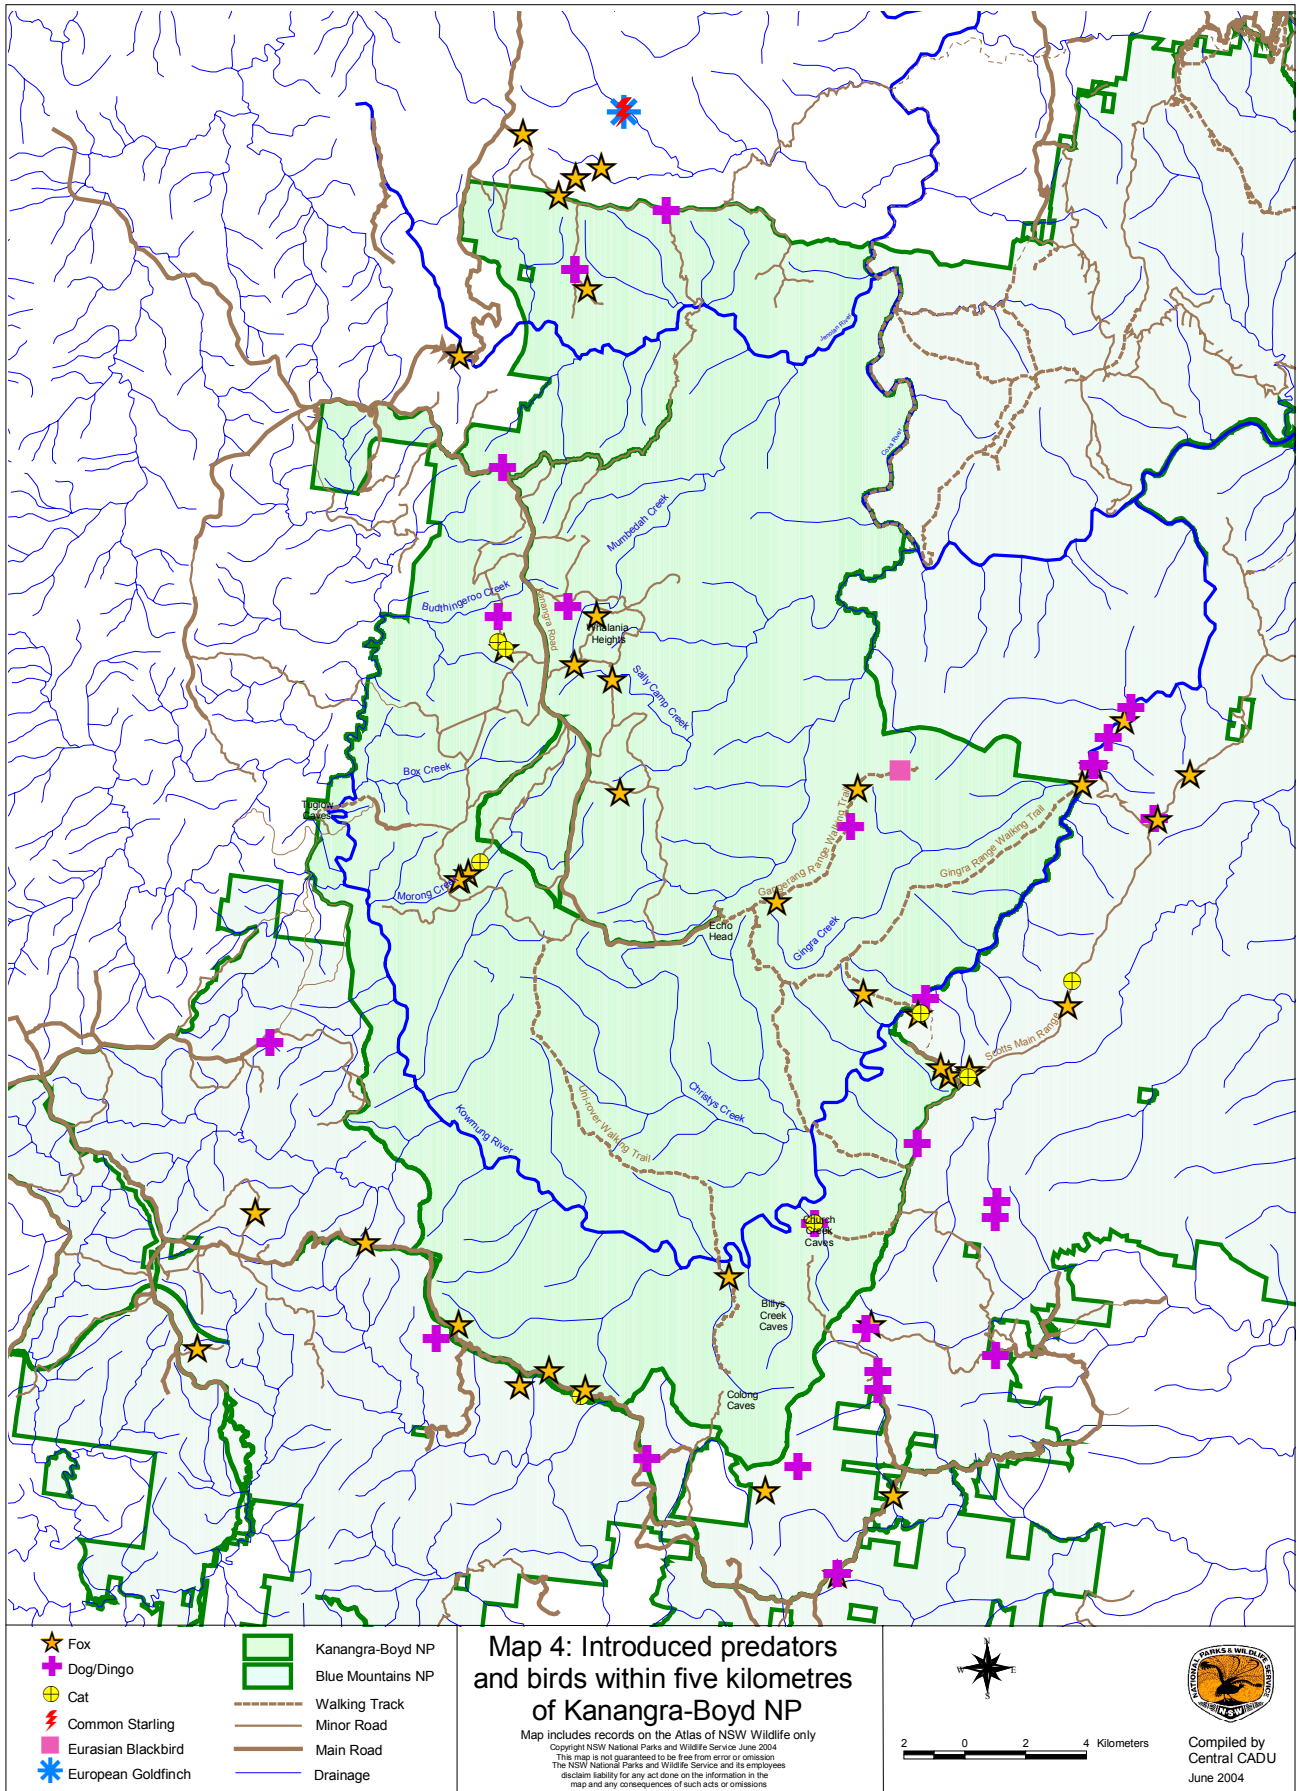 Jenolan River
Coxs River
Mumbedah Creek
Budthingeroo Creek
Kanangra Road
Whalania
Heights
Sally Camp Creek
Box Creek
Tuglow
Caves
Morong Creek
Gangerang Range Walking Trail
Gingra Range Walking Trail
Echo
Head
Gingra Creek
Scotts Main Range
Christys Creek
Uni-rover Walking Trail
Kowmung River
Church
Creek
Caves
Billys
Creek
Caves
Colong
Caves
Fox
Dog/Dingo
Cat
Common Starling
Eurasian Blackbird
European Goldfinch
Kanangra-Boyd NP
Blue Mountains NP
Walking Track
Minor Road
Main Road
Drainage
Map 4: Introduced predators
and birds within five kilometres
of Kanangra-Boyd NP
Map includes records on the Atlas of NSW Wildlife only
Copyright NSW National Parks and Wildlife Service June 2004
This map is not guaranteed to be free from error or omission
The NSW National Parks and Wildlife Service and its employees
disclaim liability for any act done on the information in the
map and any consequences of such acts or omissions
N
W E
S
2 0 2 4 Kilometers
NATIONAL PARKS & WILDLIFE SERVICE
N·S·W
Compiled by
Central CADU
June 2004